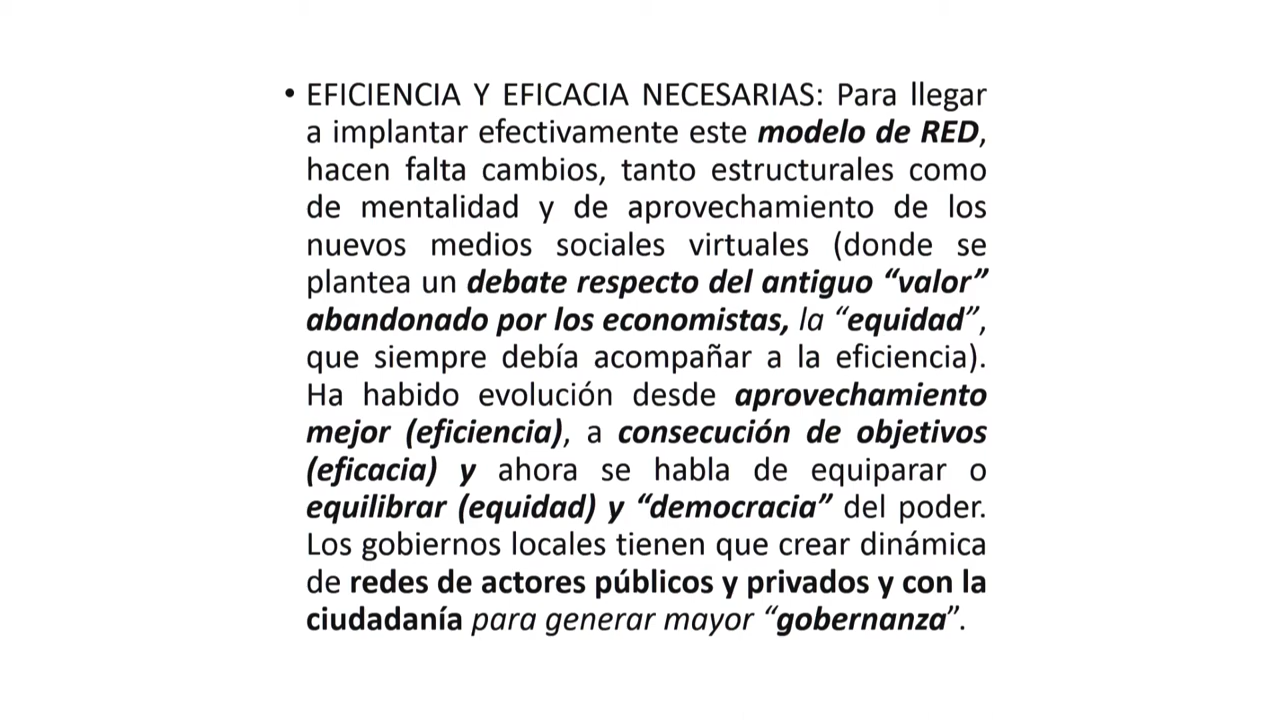 • EFICIENCIA Y EFICACIA NECESARIAS: Para llegar
a implantar efectivamente este modelo de RED,
hacen falta cambios, tanto estructurales como
de mentalidad y de aprovechamiento de los
nuevos medios sociales virtuales (donde se
plantea un debate respecto del antiguo “valor”
abandonado por los economistas, la “equidad”,
que siempre debía acompañar a la eficiencia).
Ha habido evolución desde aprovechamiento
mejor (eficiencia), a consecución de objetivos
(eficacia) y ahora se habla de equiparar o
equilibrar (equidad) y “democracia” del poder.
Los gobiernos locales tienen que crear dinámica
de redes de actores públicos y privados y con la
ciudadanía para generar mayor “gobernanza”.